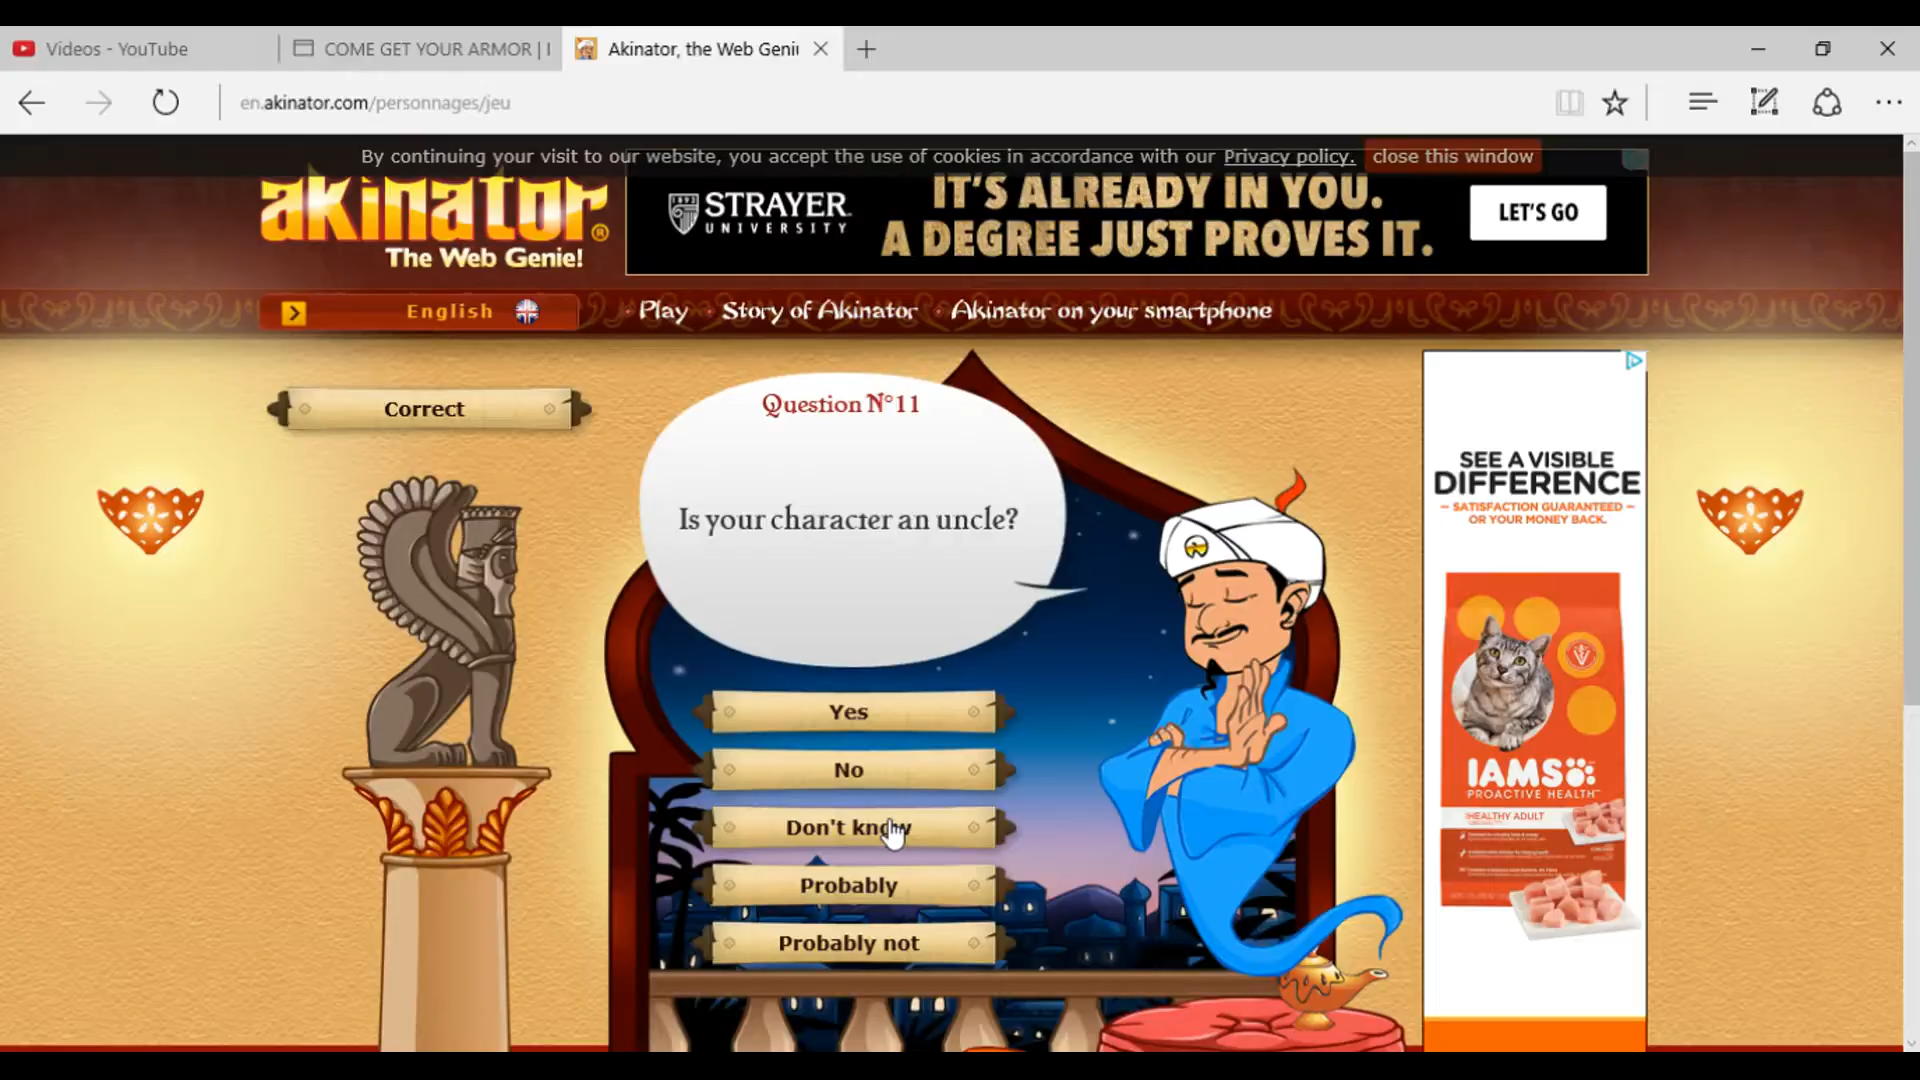 Videos - YouTube
COME GET YOUR ARMOR | I
Akinator, the Web Geni
en.akinator.com/personnages/jeu
By continuing your visit to our website, you accept the use of cookies in accordance with our Privacy policy. close this window
akinator®
The Web Genie!
STRAYER
UNIVERSITY
IT'S ALREADY IN YOU.
A DEGREE JUST PROVES IT.
LET'S GO
English
Play
Story of Akinator
Akinator on your smartphone
Correct
Question N°11
Is your character an uncle?
Yes
No
Don't know
Probably
Probably not
SEE A VISIBLE
DIFFERENCE
— SATISFACTION GUARANTEED —
OR YOUR MONEY BACK.
IAMS
PROACTIVE HEALTH™
HEALTHY ADULT